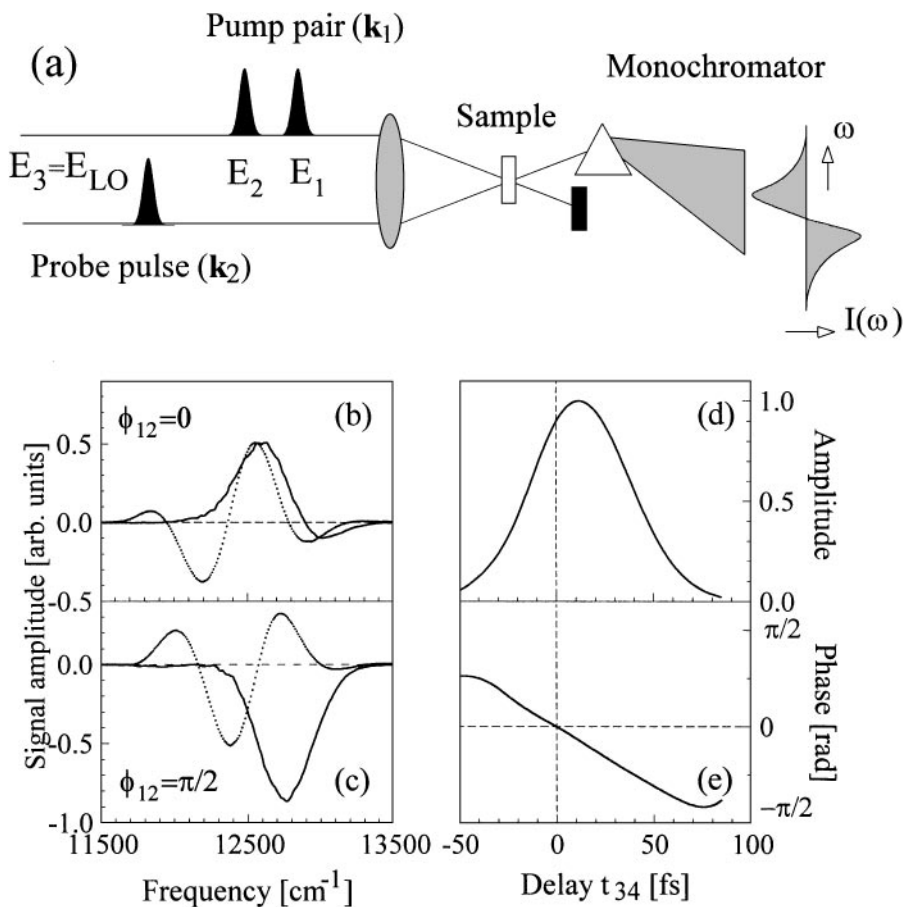 Pump pair (k₁)
(a)
Monochromator
Sample
ω
E₃=E_LO
E₂
E₁
Probe pulse (k₂)
I(ω)
Signal amplitude [arb. units]
ϕ₁₂=0
(b)
0.5
0.0
-0.5
ϕ₁₂=π/2
(c)
0.0
-0.5
-1.0
11500
12500
13500
Frequency [cm⁻¹]
(d)
1.0
0.5
0.0
Amplitude
(e)
π/2
0
−π/2
Phase [rad]
-50
0
50
100
Delay t₃₄ [fs]